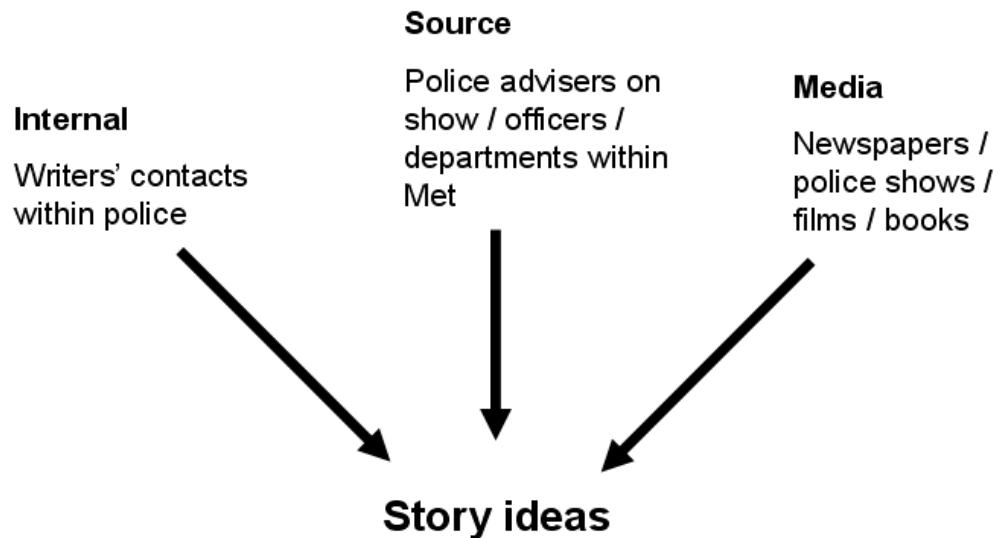 Internal
Writers’ contacts
within police
Source
Police advisers on
show / officers /
departments within
Met
Media
Newspapers /
police shows /
films / books
Story ideas